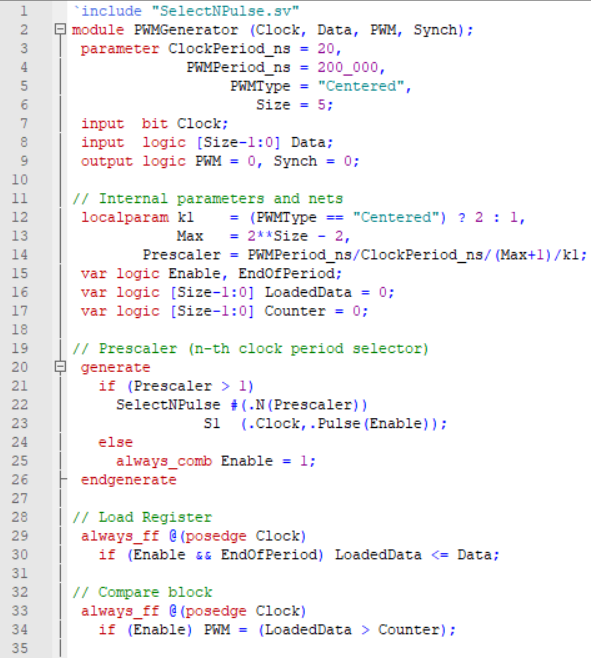 1 `include "SelectNPulse.sv"
2 module PWMGenerator (Clock, Data, PWM, Synch);
3 parameter ClockPeriod_ns = 20,
4 PWMPeriod_ns = 200_000,
5 PWMType = "Centered",
6 Size = 5;
7 input bit Clock;
8 input logic [Size-1:0] Data;
9 output logic PWM = 0, Synch = 0;
10
11 // Internal parameters and nets
12 localparam k1 = (PWMType == "Centered") ? 2 : 1,
13 Max = 2**Size - 2,
14 Prescaler = PWMPeriod_ns/ClockPeriod_ns/(Max+1)/k1;
15 var logic Enable, EndOfPeriod;
16 var logic [Size-1:0] LoadedData = 0;
17 var logic [Size-1:0] Counter = 0;
18
19 // Prescaler (n-th clock period selector)
20 generate
21 if (Prescaler > 1)
22 SelectNPulse #(.N(Prescaler))
23 S1 (.Clock,.Pulse(Enable));
24 else
25 always_comb Enable = 1;
26 endgenerate
27
28 // Load Register
29 always_ff @(posedge Clock)
30 if (Enable && EndOfPeriod) LoadedData <= Data;
31
32 // Compare block
33 always_ff @(posedge Clock)
34 if (Enable) PWM = (LoadedData > Counter);
35